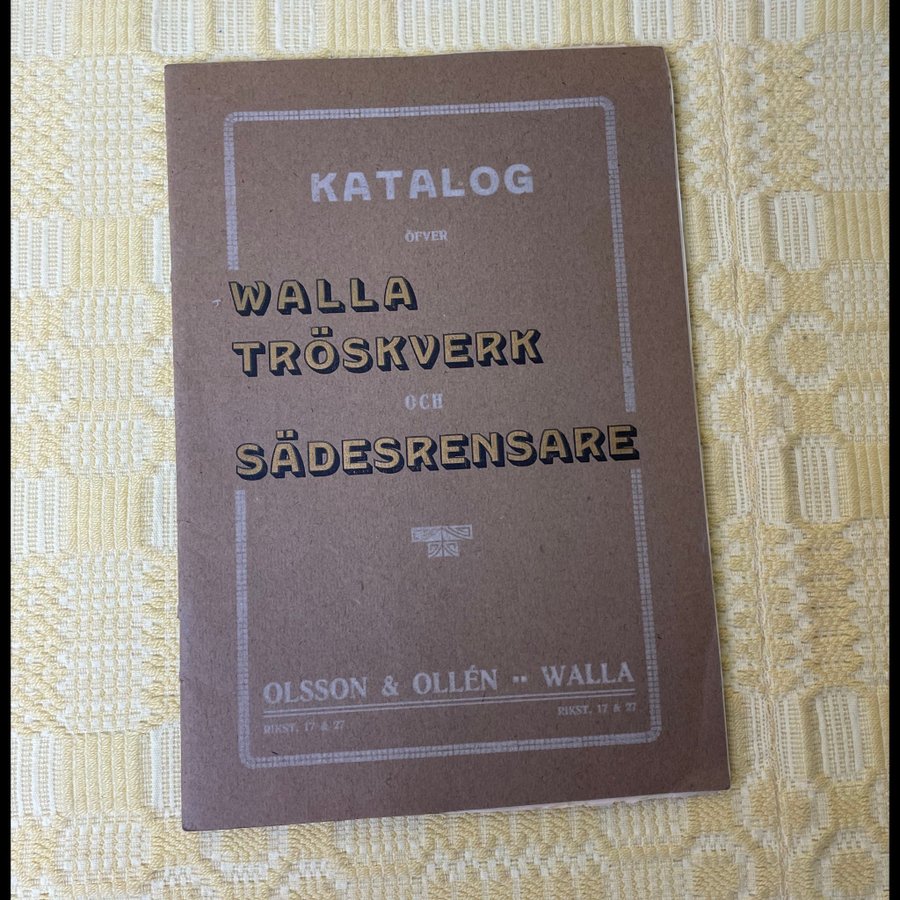 KATALOG
ÖFVER
WALLA
TRÖSKVERK
OCH
SÄDESRENSARE
OLSSON & OLLÉN •• WALLA
RIKST. 17 & 27 RIKST. 17 & 27